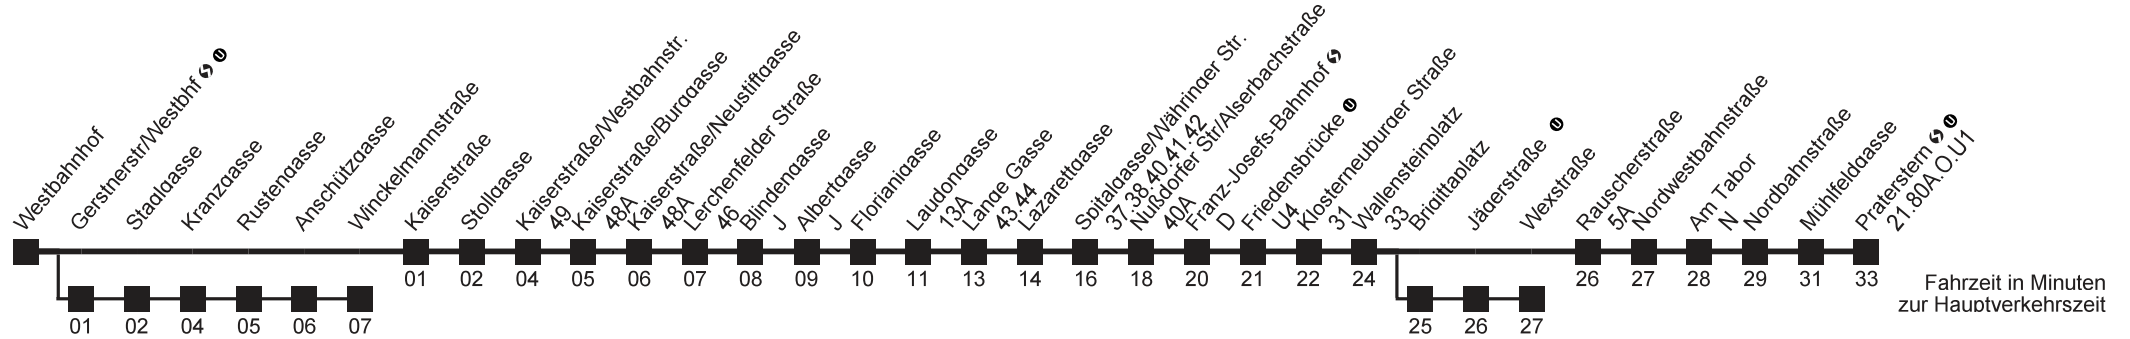 Westbahnhof
Gerstnerstr/Westbhf
Stadlgasse
Kranzgasse
Rustengasse
Anschützgasse
Winckelmannstraße
Kaiserstraße
Stollgasse
Kaiserstraße/Westbahnstr.
49
Kaiserstraße/Burggasse
48A
Kaiserstraße/Neustiftgasse
48A
Lerchenfelder Straße
46
Blindengasse
J
Albertgasse
J
Florianigasse
Laudongasse
13A
Lange Gasse
43.44
Lazarettgasse
Spitalgasse/Währinger Str.
37.38.40.41.42
Nußdorfer Str/Alserbachstraße
40A
Franz-Josefs-Bahnhof
D
Friedensbrücke U
U4
Klosterneuburger Straße
31
Wallensteinplatz
33
Brigittaplatz
Jägerstraße U
Wexstraße
Rauscherstraße
5A
Nordwestbahnstraße
Am Tabor
N
Nordbahnstraße
Mühlfeldgasse
Praterstern U
21.80A.O.U1
01 02 04 05 06 07 08 09 10 11 13 14 16 18 20 21 22 24 26 27 28 29 31 33
01 02 04 05 06 07 25 26 27
Fahrzeit in Minuten
zur Hauptverkehrszeit